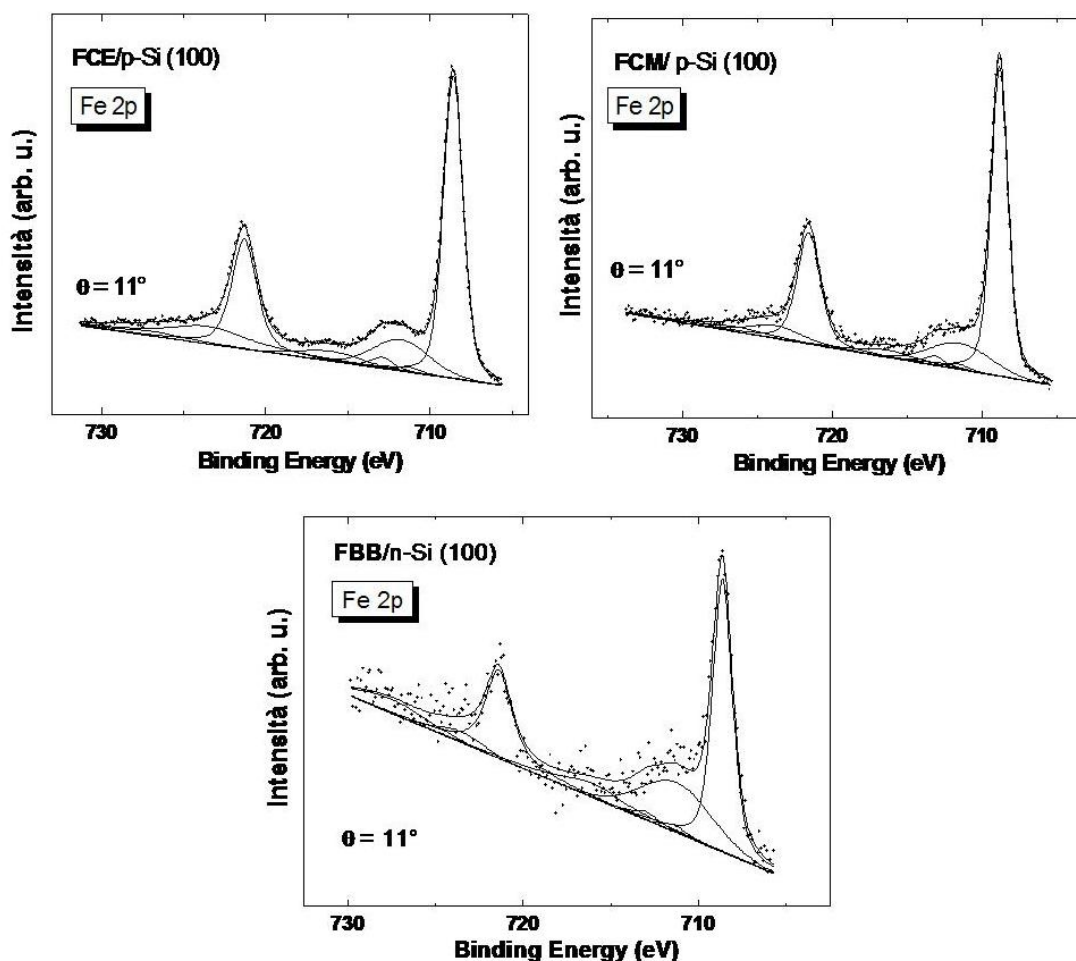 FCE/p-Si (100)
Fe 2p
θ = 11°
Intensità (arb. u.)
730 720 710
Binding Energy (eV)
FCM/ p-Si (100)
Fe 2p
θ = 11°
Intensità (arb. u.)
730 720 710
Binding Energy (eV)
FBB/n-Si (100)
Fe 2p
θ = 11°
Intensità (arb. u.)
730 720 710
Binding Energy (eV)